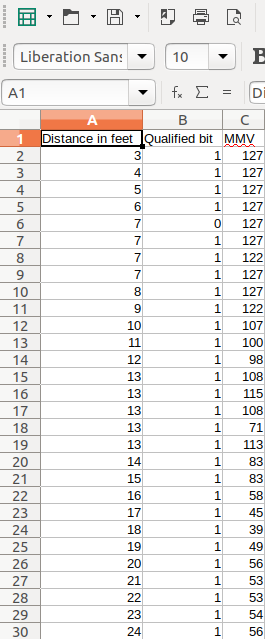 Liberation Sans
10
B
A1
fx Σ = Di
A B C
1 Distance in feet Qualified bit MMV
2 3 1 127
3 4 1 127
4 5 1 127
5 6 1 127
6 7 0 127
7 7 1 127
8 7 1 122
9 7 1 127
10 8 1 127
11 9 1 122
12 10 1 107
13 11 1 100
14 12 1 98
15 13 1 108
16 13 1 115
17 13 1 108
18 13 1 71
19 13 1 113
20 14 1 83
21 15 1 83
22 16 1 58
23 17 1 45
24 18 1 39
25 19 1 49
26 20 1 56
27 21 1 53
28 22 1 53
29 23 1 54
30 24 1 56